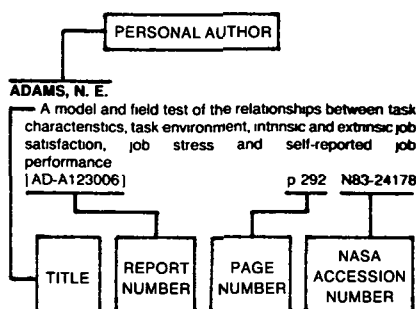 PERSONAL AUTHOR
ADAMS, N. E.
A model and field test of the relationships between task
characteristics, task environment, intrinsic and extrinsic job
satisfaction, job stress and self-reported job
performance
[AD-A123006] p 292 N83-24178
TITLE
REPORT
NUMBER
PAGE
NUMBER
NASA
ACCESSION
NUMBER